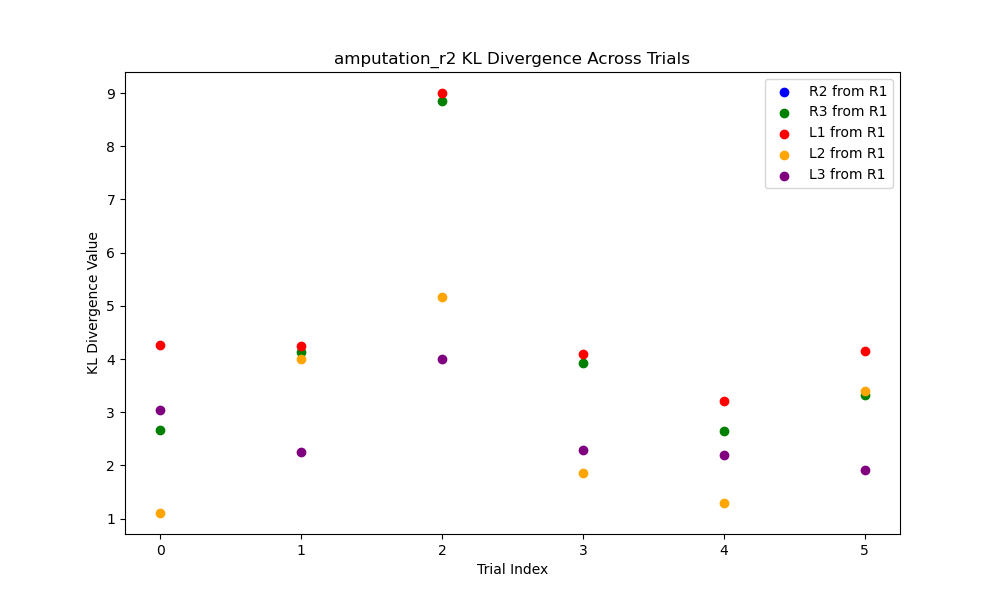 amputation_r2 KL Divergence Across Trials
R2 from R1
R3 from R1
L1 from R1
L2 from R1
L3 from R1
KL Divergence Value
9
8
7
6
5
4
3
2
1
0 1 2 3 4 5
Trial Index